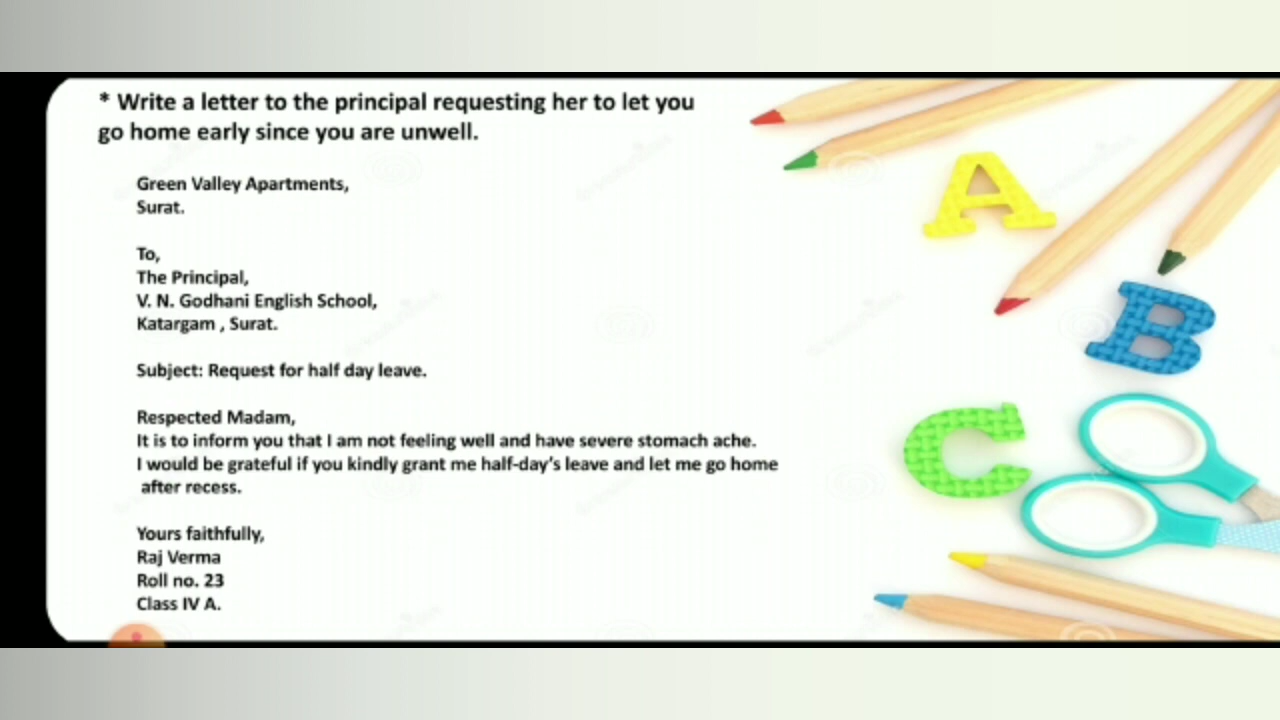 * Write a letter to the principal requesting her to let you
go home early since you are unwell.
Green Valley Apartments,
Surat.
To,
The Principal,
V. N. Godhani English School,
Katargam , Surat.
Subject: Request for half day leave.
Respected Madam,
It is to inform you that I am not feeling well and have severe stomach ache.
I would be grateful if you kindly grant me half-day's leave and let me go home
after recess.
Yours faithfully,
Raj Verma
Roll no. 23
Class IV A.
A
B
C